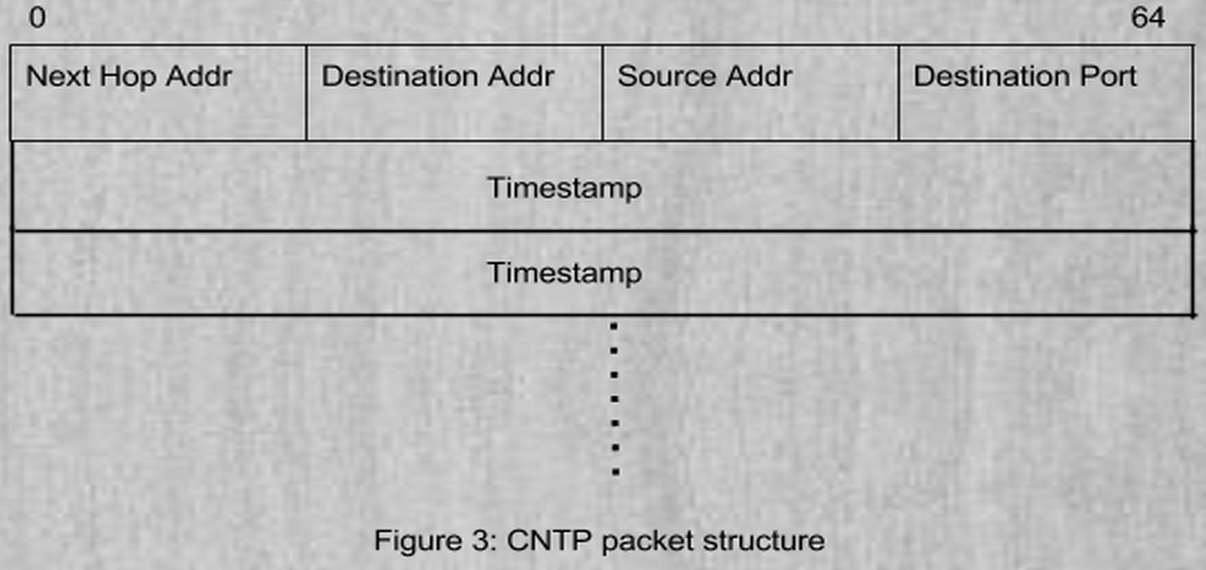 0 64
Next Hop Addr Destination Addr Source Addr Destination Port
Timestamp
Timestamp
Figure 3: CNTP packet structure